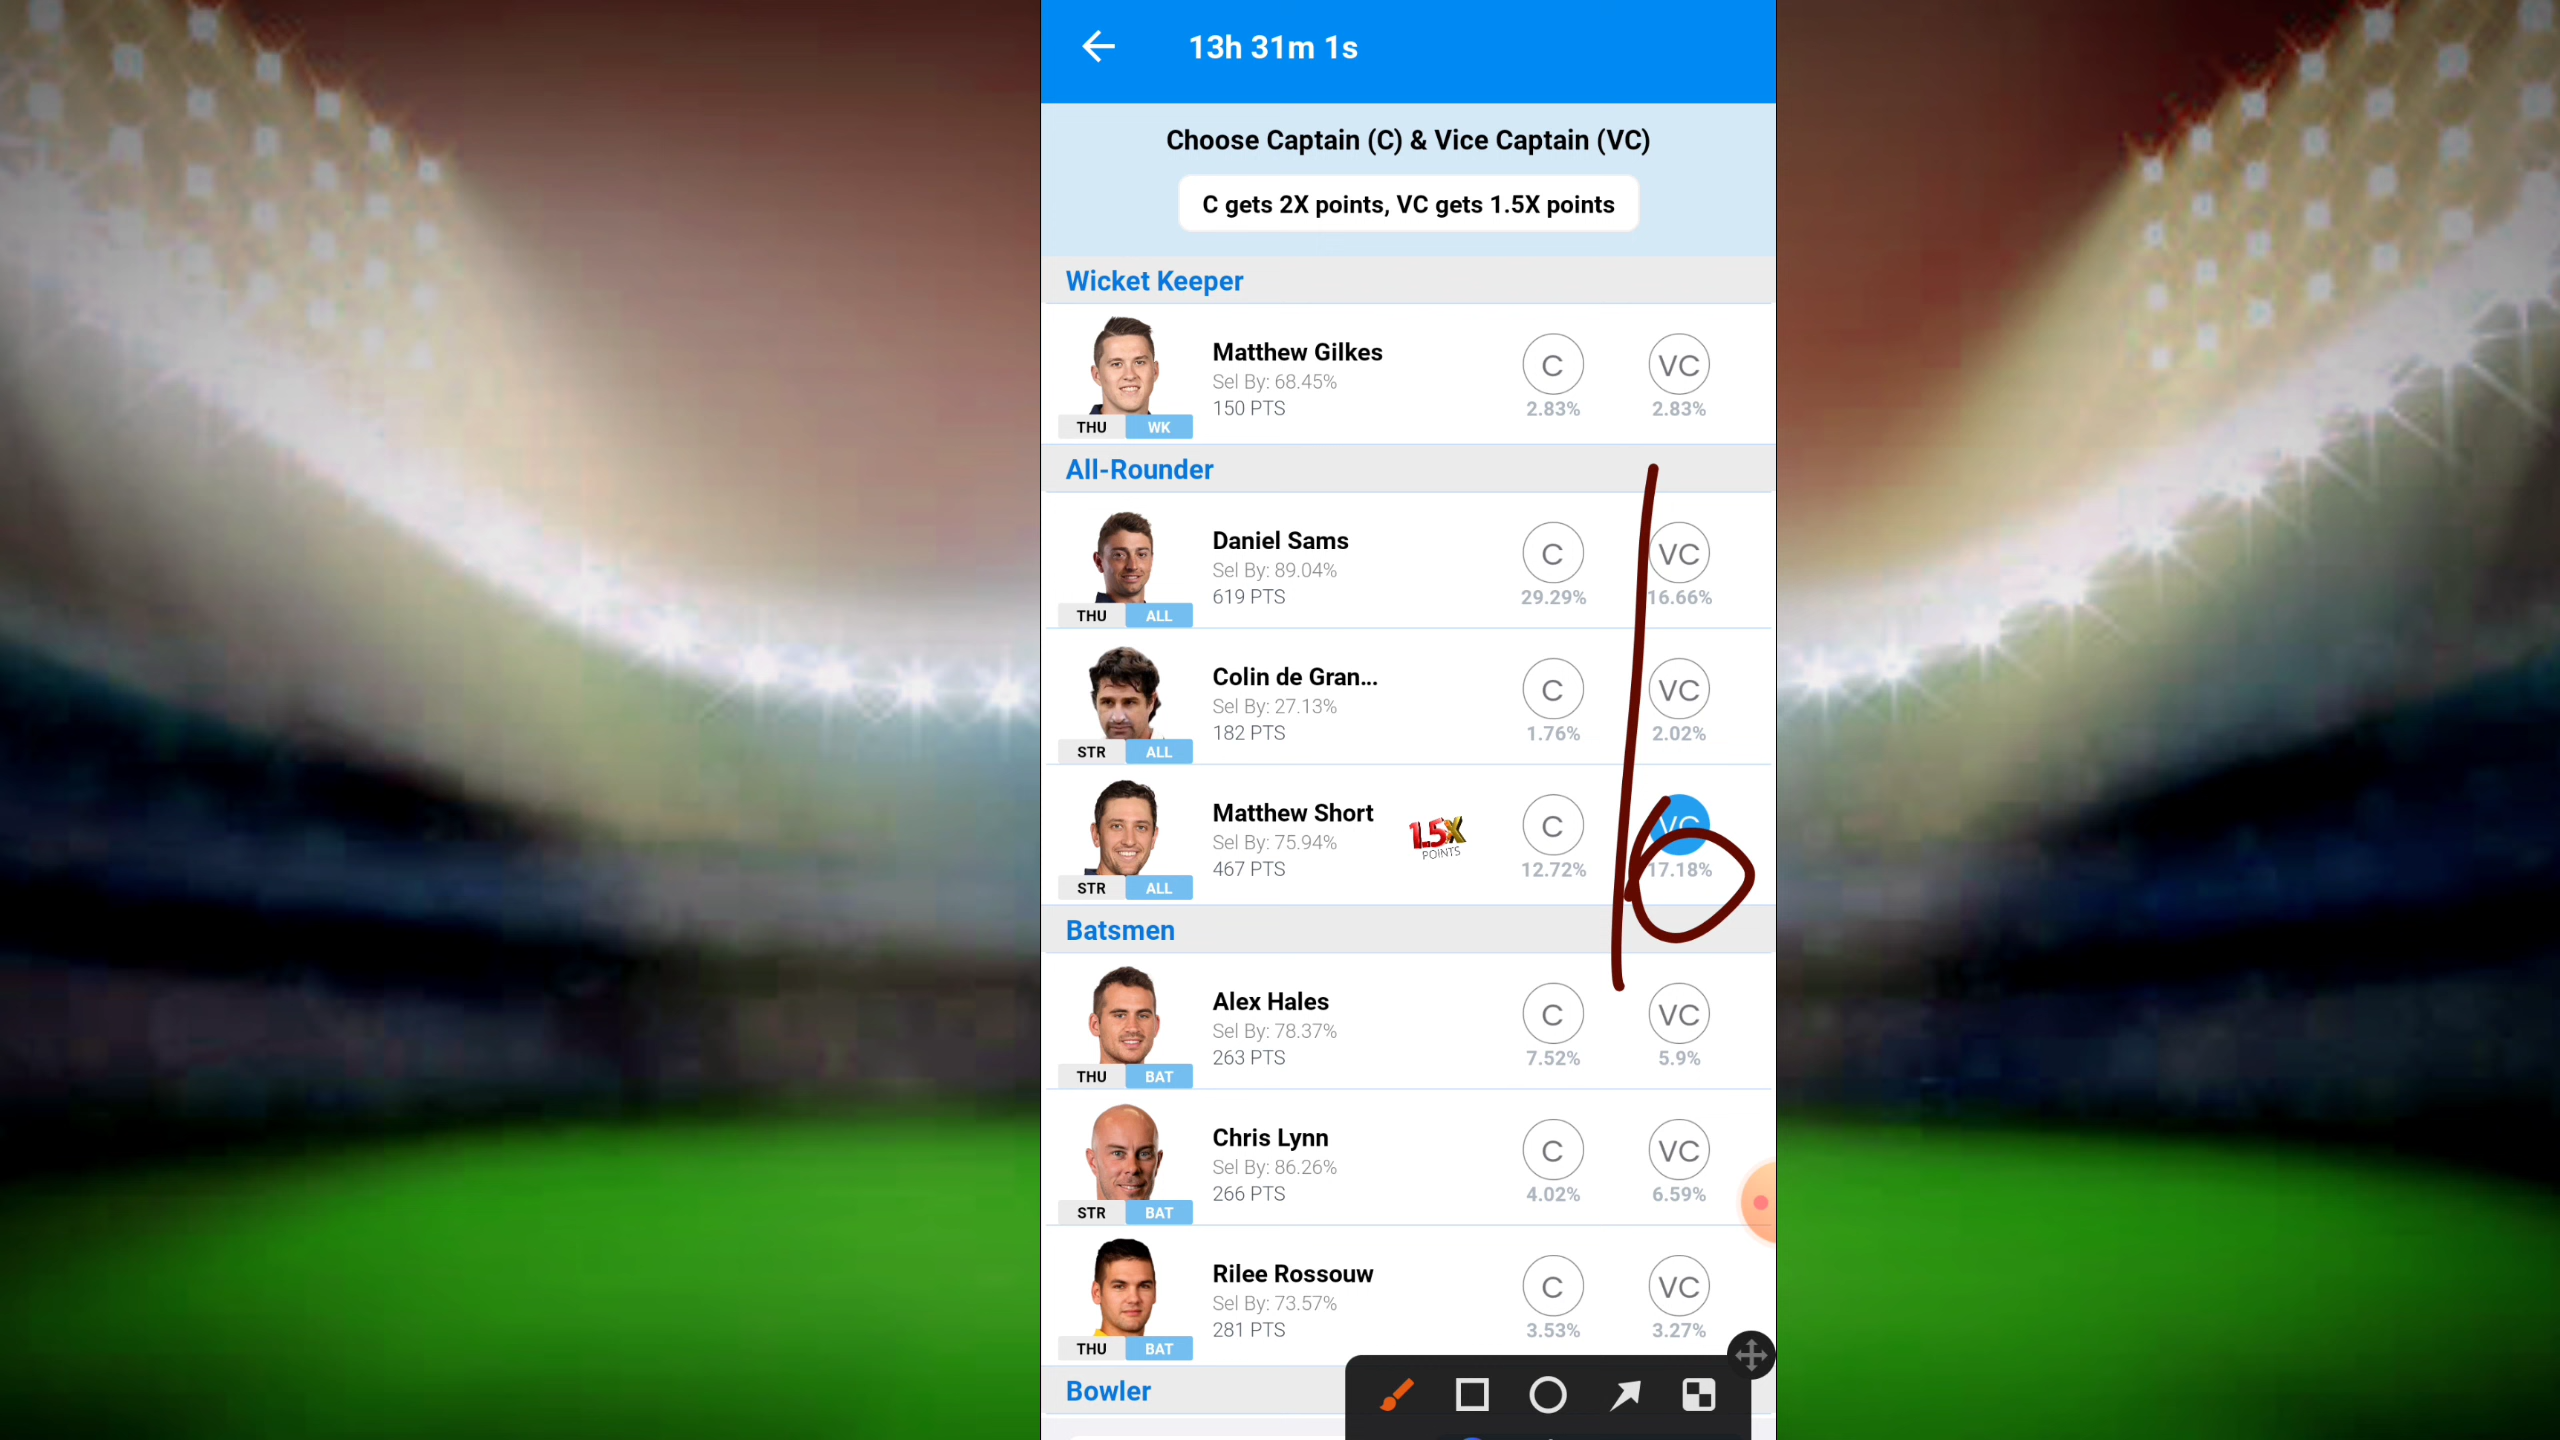 13h 31m 1s
Choose Captain (C) & Vice Captain (VC)
C gets 2X points, VC gets 1.5X points
Wicket Keeper
Matthew Gilkes
Sel By: 68.45%
150 PTS
THU WK
C VC
2.83% 2.83%
All-Rounder
Daniel Sams
Sel By: 89.04%
619 PTS
THU ALL
C VC
29.29% 16.66%
Colin de Gran...
Sel By: 27.13%
182 PTS
STR ALL
C VC
1.76% 2.02%
Matthew Short
Sel By: 75.94%
467 PTS
STR ALL
1.5X
POINTS
C VC
12.72% 17.18%
Batsmen
Alex Hales
Sel By: 78.37%
263 PTS
THU BAT
C VC
7.52% 5.9%
Chris Lynn
Sel By: 86.26%
266 PTS
STR BAT
C VC
4.02% 6.59%
Rilee Rossouw
Sel By: 73.57%
281 PTS
THU BAT
C VC
3.53% 3.27%
Bowler